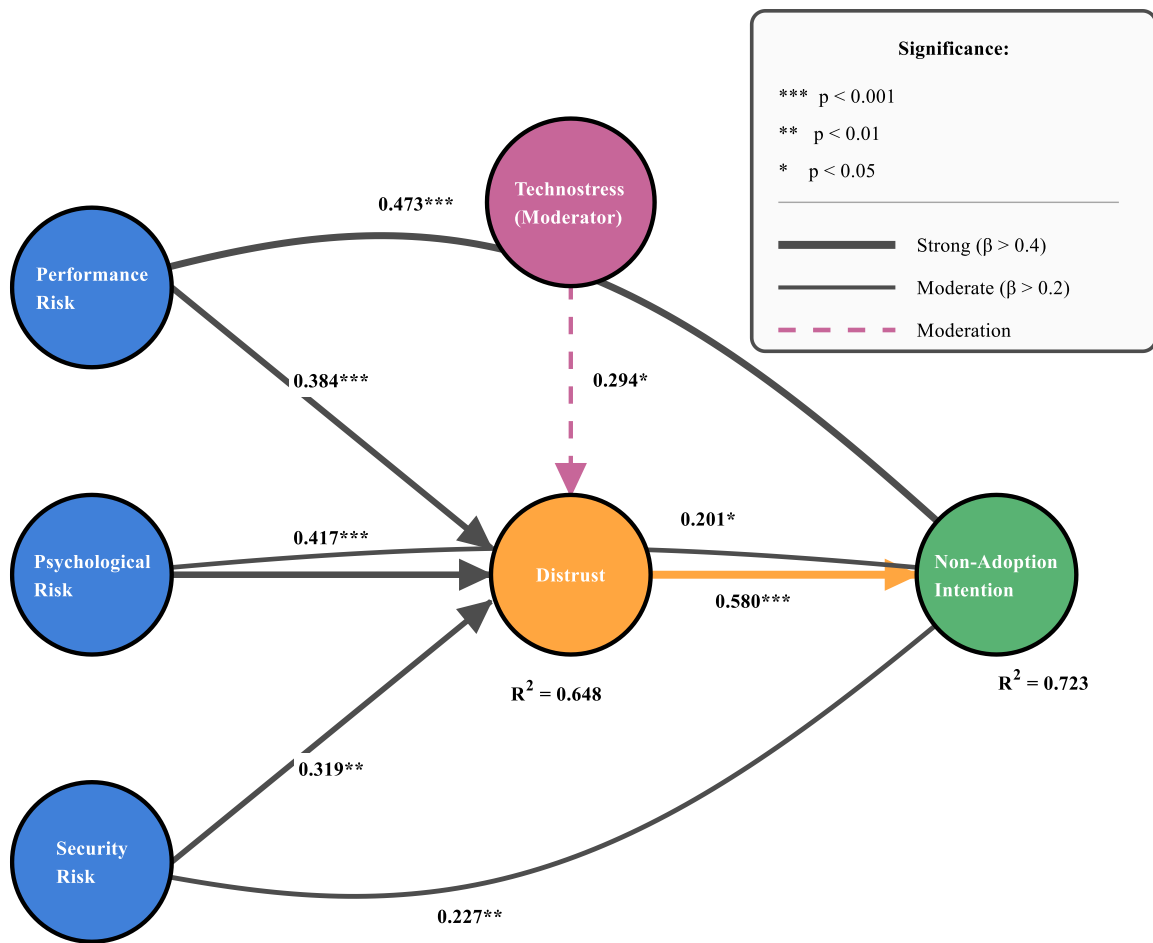 Significance:
*** p < 0.001
** p < 0.01
* p < 0.05
Strong (β > 0.4)
Moderate (β > 0.2)
Moderation
Technostress
(Moderator)
0.473***
Performance
Risk
0.384***
0.294*
Psychological
Risk
0.417***
Distrust
0.201*
0.580***
Non-Adoption
Intention
R² = 0.648
R² = 0.723
0.319**
Security
Risk
0.227**